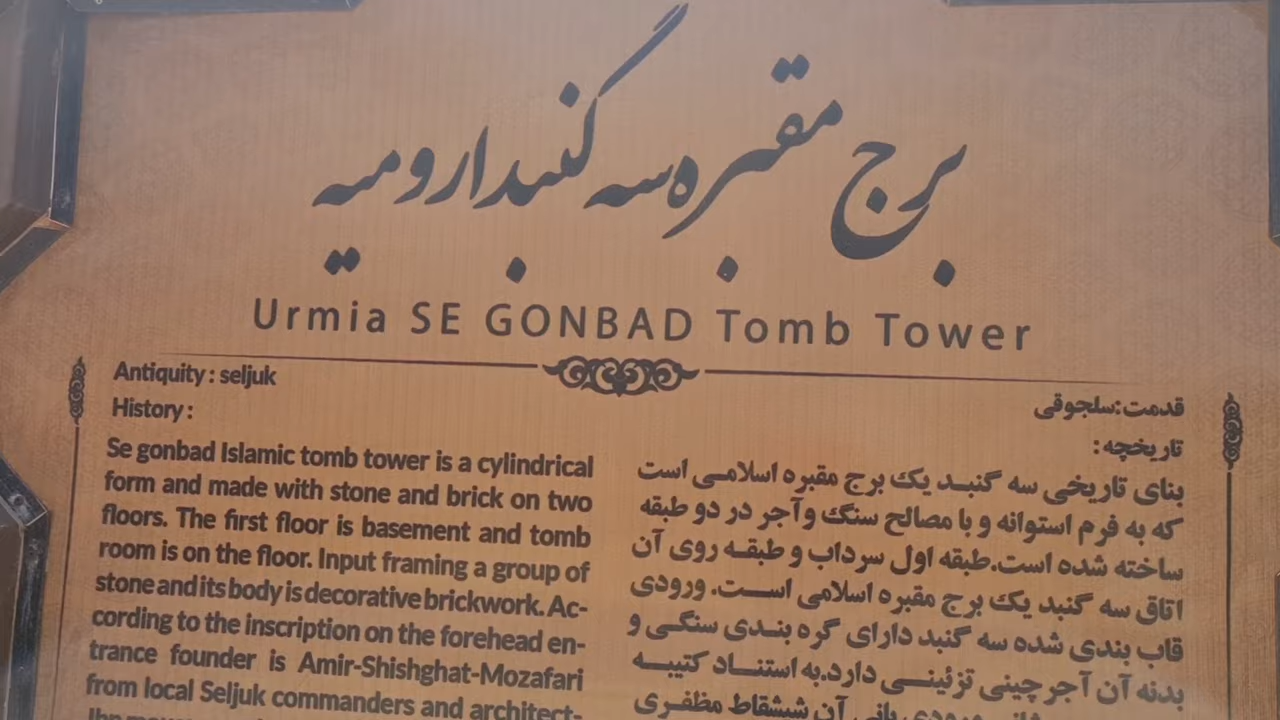 برج مقبره سه گنبد ارومیه
Urmia SE GONBAD Tomb Tower
Antiquity : seljuk
History :
Se gonbad Islamic tomb tower is a cylindrical
form and made with stone and brick on two
floors. The first floor is basement and tomb
room is on the floor. Input framing a group of
stone and its body is decorative brickwork. Ac-
cording to the inscription on the forehead en-
trance founder is Amir-Shishghat-Mozafari
from local Seljuk commanders and architect-
قدمت:سلجوقی
تاریخچه :
بنای تاریخی سه گنبد یک برج مقبره اسلامی است
که به فرم استوانه و با مصالح سنگ وآجر در دو طبقه
ساخته شده است.طبقه اول سرداب و طبقه روی آن
اتاق سه گنبد یک برج مقبره اسلامی است. ورودی
قاب بندی شده سه گنبد دارای گره بندی سنگی و
بدنه آن آجرچینی تزئینی دارد.به استناد کتیبه
ورودی بانی آن ششقاط مظفری